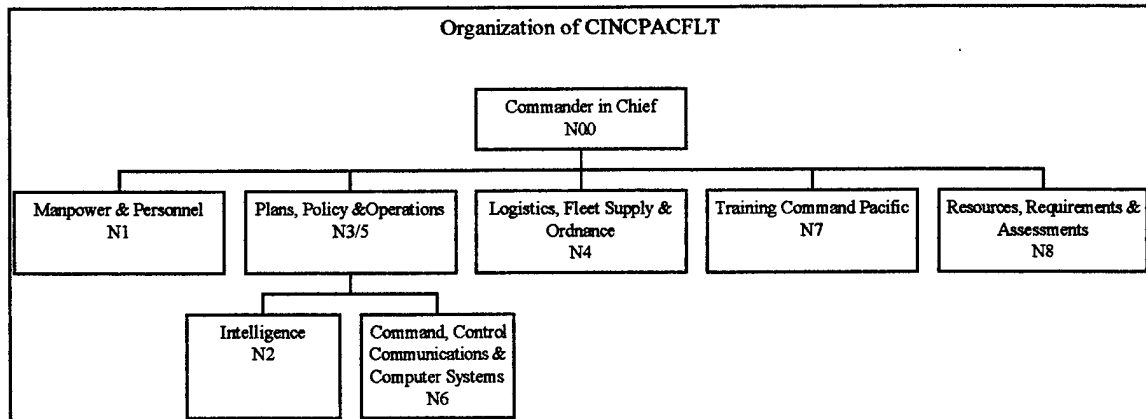 Organization of CINCPACFLT
Commander in Chief
N00
Manpower & Personnel
N1
Plans, Policy &Operations
N3/5
Logistics, Fleet Supply &
Ordnance
N4
Training Command Pacific
N7
Resources, Requirements &
Assessments
N8
Intelligence
N2
Command, Control
Communications &
Computer Systems
N6